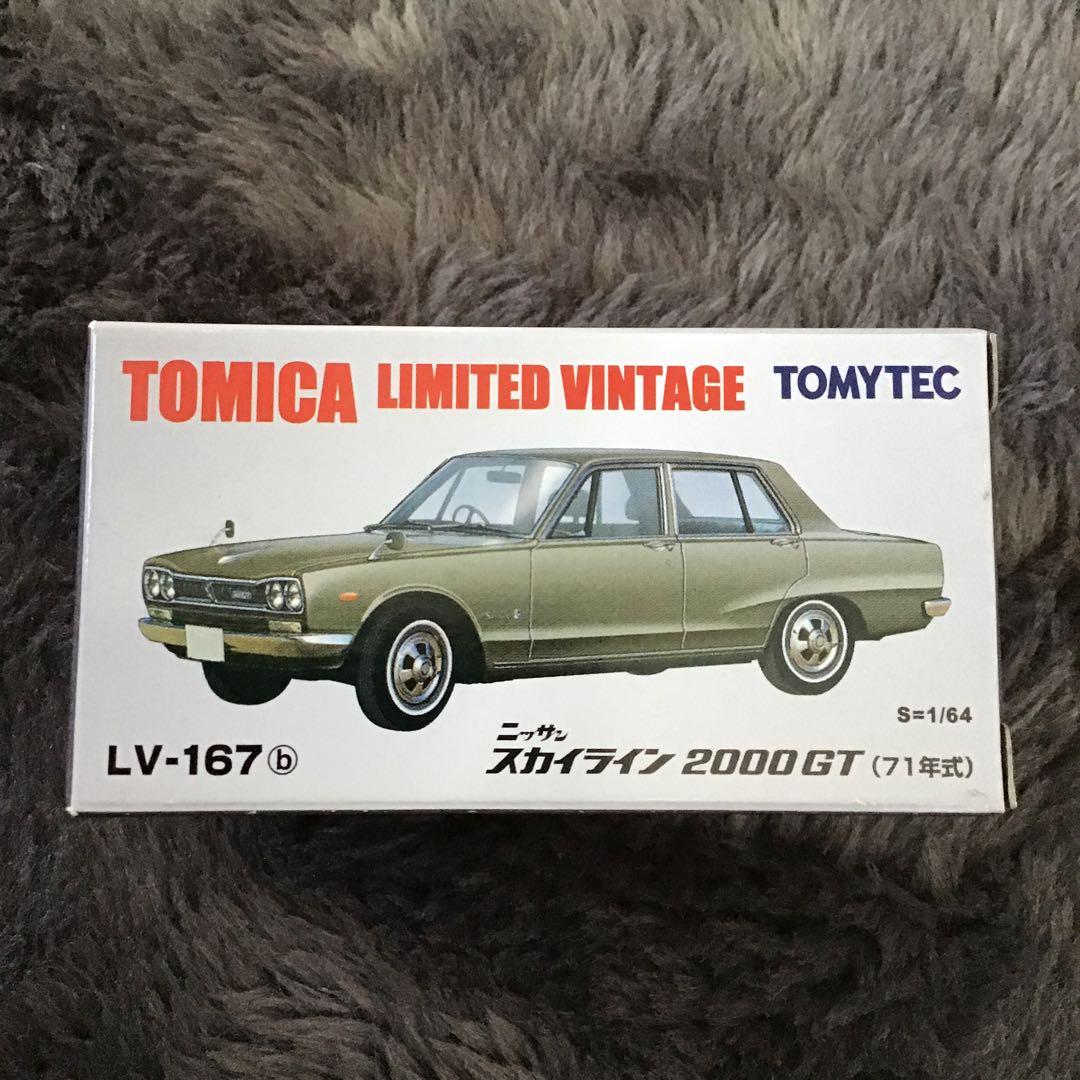 TOMICA LIMITED VINTAGE TOMYTEC
S=1/64
LV-167ⓑ
ニッサン
スカイライン 2000GT (71年式)